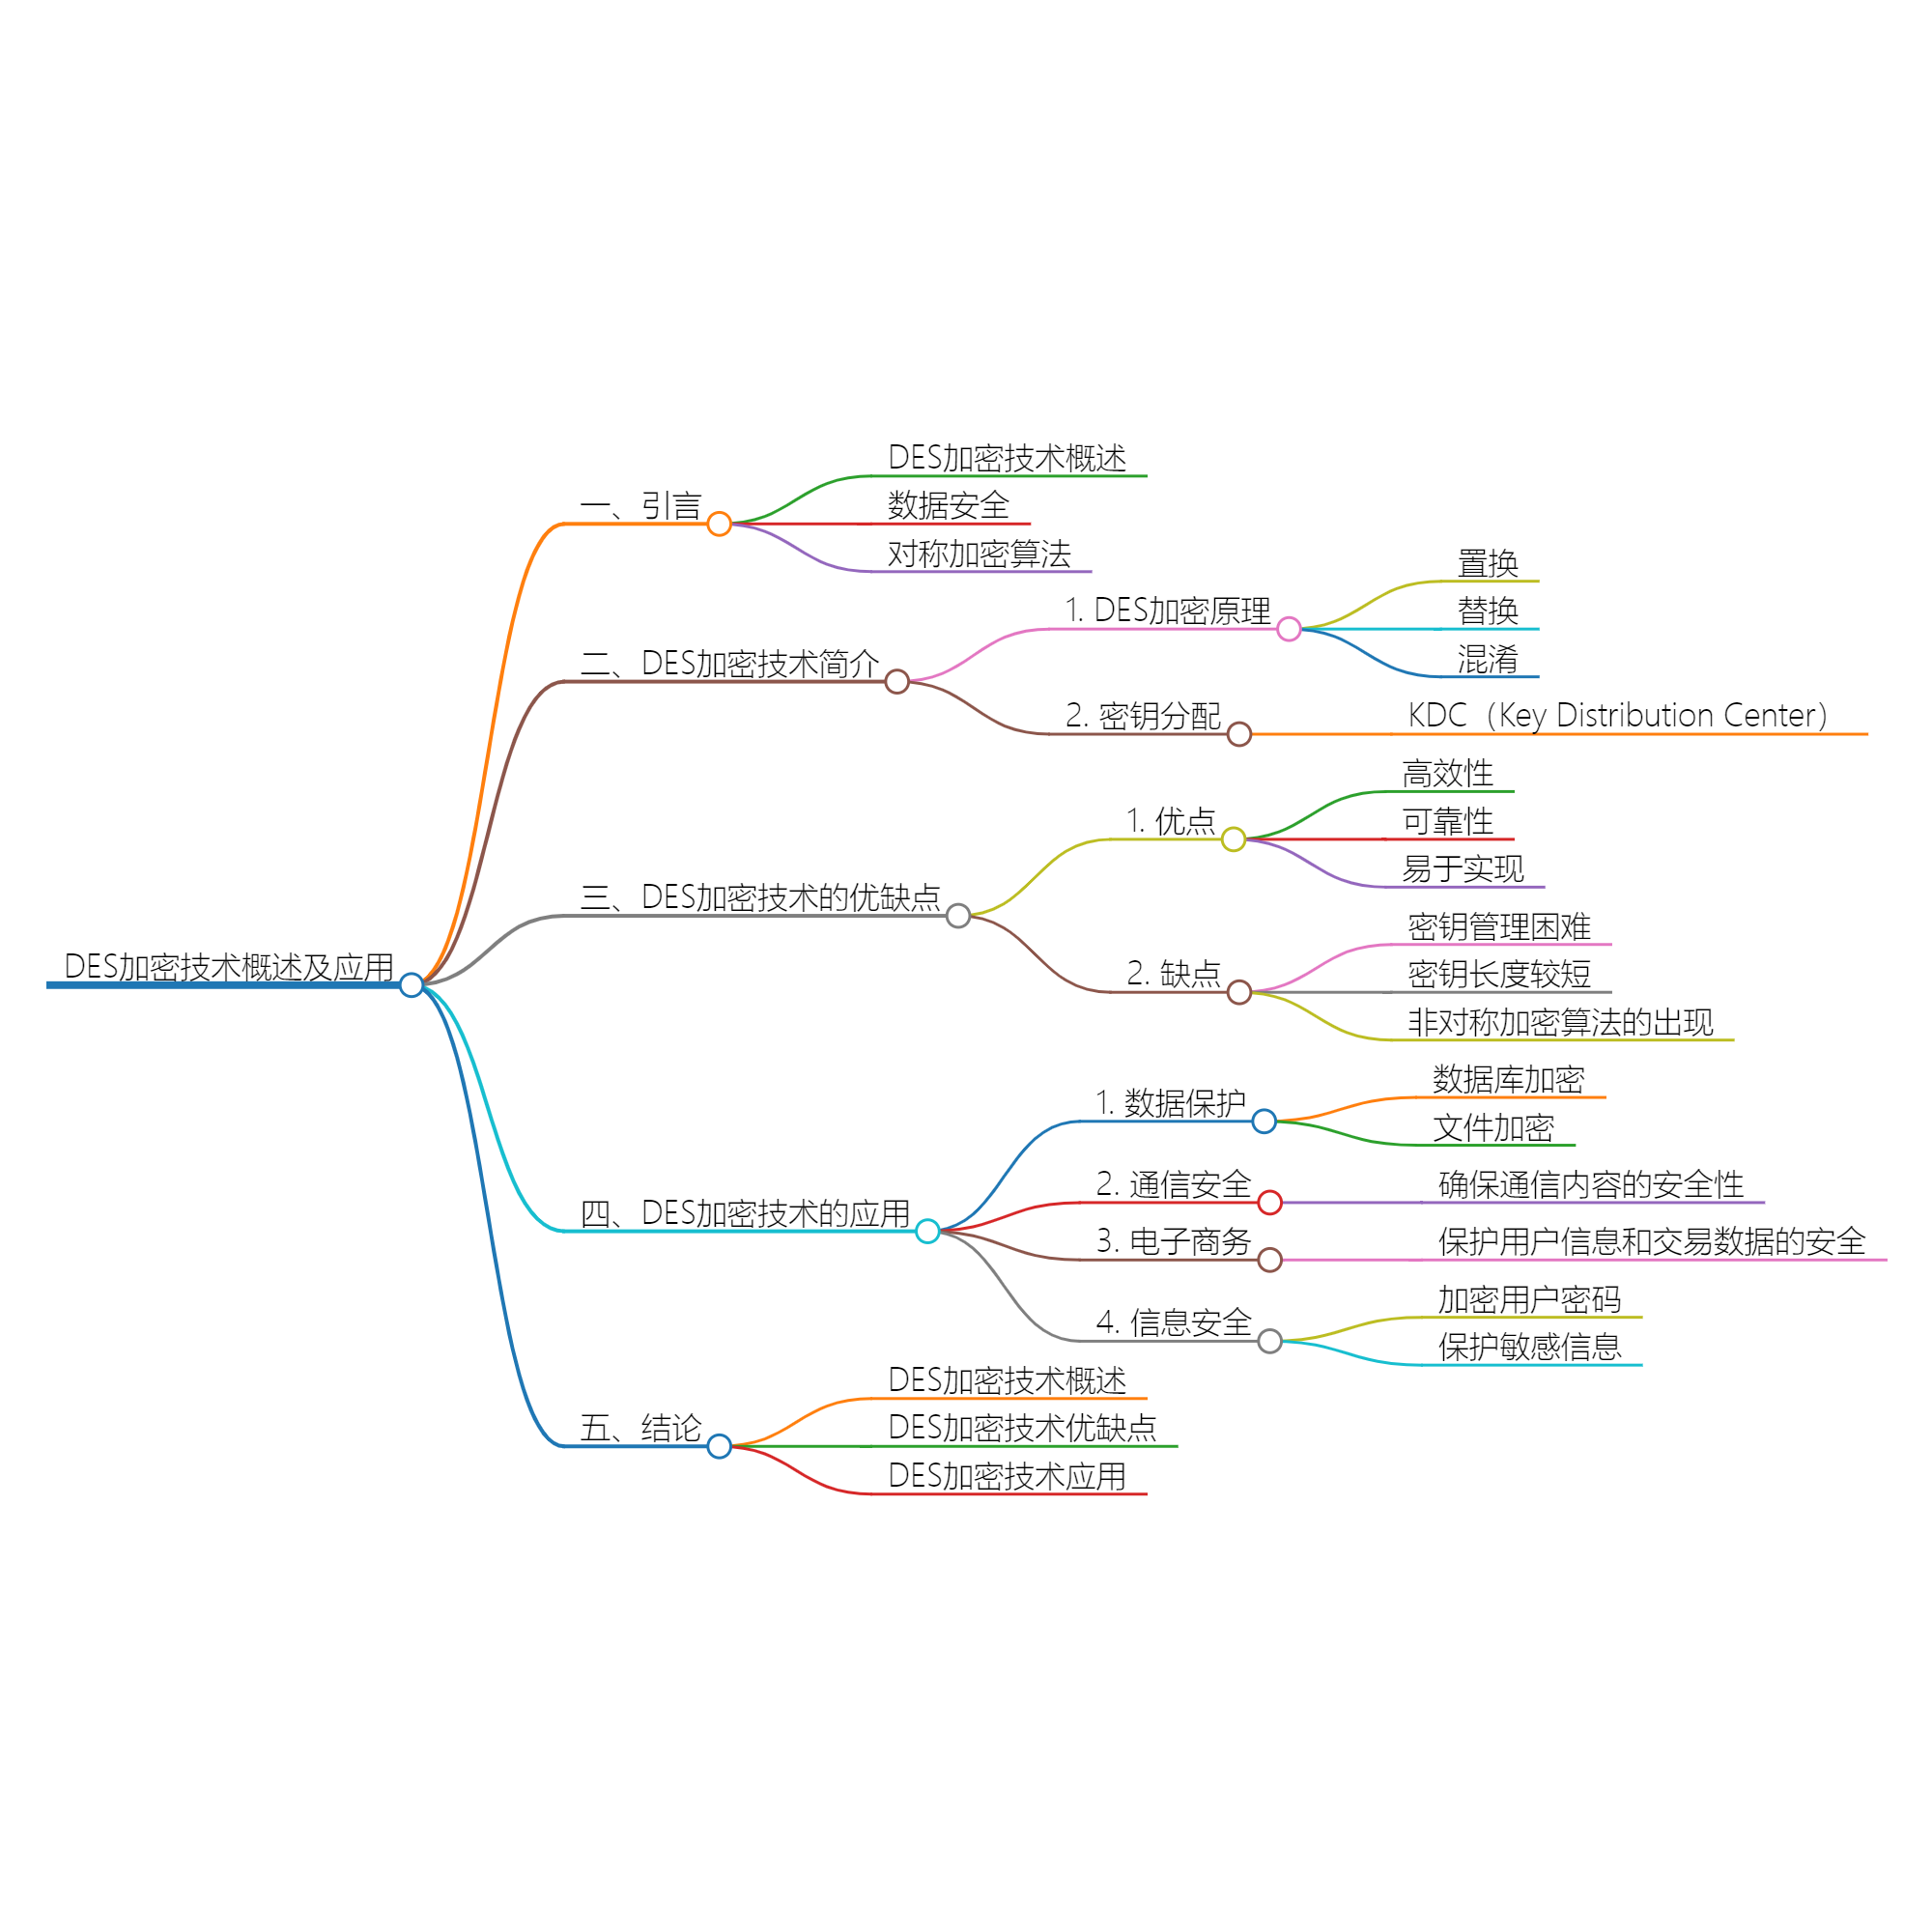 DES加密技术概述及应用
一、引言
DES加密技术概述
数据安全
对称加密算法
二、DES加密技术简介
1. DES加密原理
置换
替换
混淆
2. 密钥分配
KDC（Key Distribution Center）
三、DES加密技术的优缺点
1. 优点
高效性
可靠性
易于实现
2. 缺点
密钥管理困难
密钥长度较短
非对称加密算法的出现
四、DES加密技术的应用
1. 数据保护
数据库加密
文件加密
2. 通信安全
确保通信内容的安全性
3. 电子商务
保护用户信息和交易数据的安全
4. 信息安全
加密用户密码
保护敏感信息
五、结论
DES加密技术概述
DES加密技术优缺点
DES加密技术应用